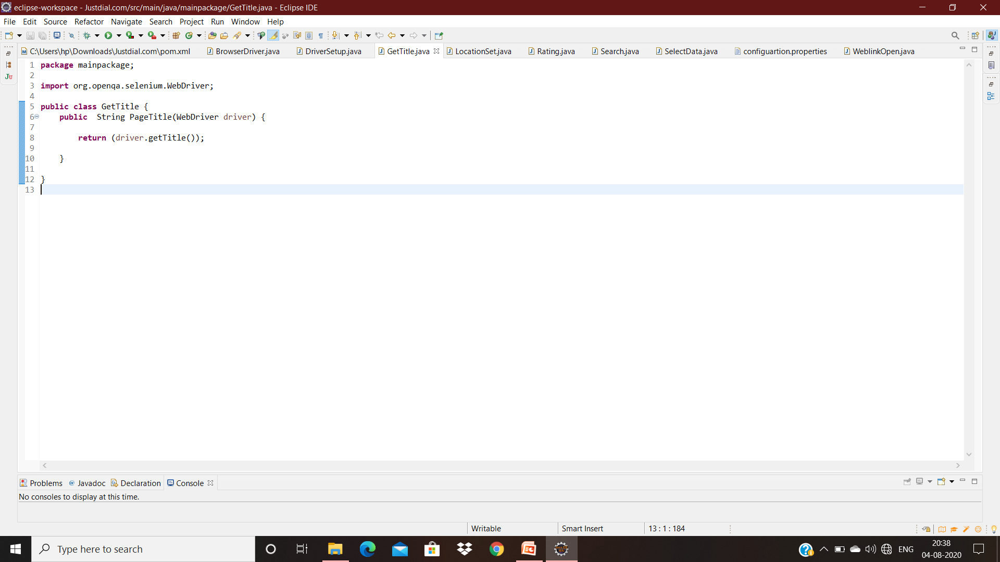 eclipse-workspace - Justdial.com/src/main/java/mainpackage/GetTitle.java - Eclipse IDE
File Edit Source Refactor Navigate Search Project Run Window Help
C:\Users\hp\Downloads\Justdial.com\pom.xml BrowserDriver.java DriverSetup.java GetTitle.java LocationSet.java Rating.java Search.java SelectData.java configuartion.properties WeblinkOpen.java
1 package mainpackage;
2
3 import org.openqa.selenium.WebDriver;
4
5 public class GetTitle {
6 public  String PageTitle(WebDriver driver) {
7
8 return (driver.getTitle());
9
10 }
11
12 }
13
Problems Javadoc Declaration Console
No consoles to display at this time.
Writable Smart Insert 13 : 1 : 184
Type here to search
ENG
20:38
04-08-2020